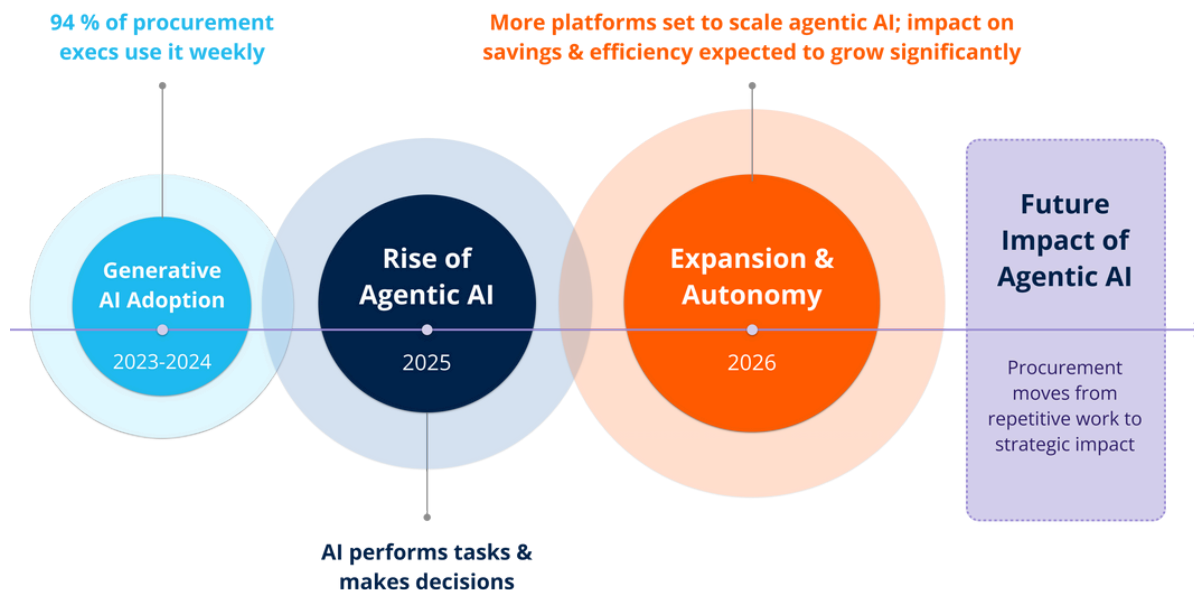 94 % of procurement
execs use it weekly
More platforms set to scale agentic AI; impact on
savings & efficiency expected to grow significantly
Generative
AI Adoption
2023-2024
Rise of
Agentic AI
2025
AI performs tasks &
makes decisions
Expansion &
Autonomy
2026
Future
Impact of
Agentic AI
Procurement
moves from
repetitive work to
strategic impact